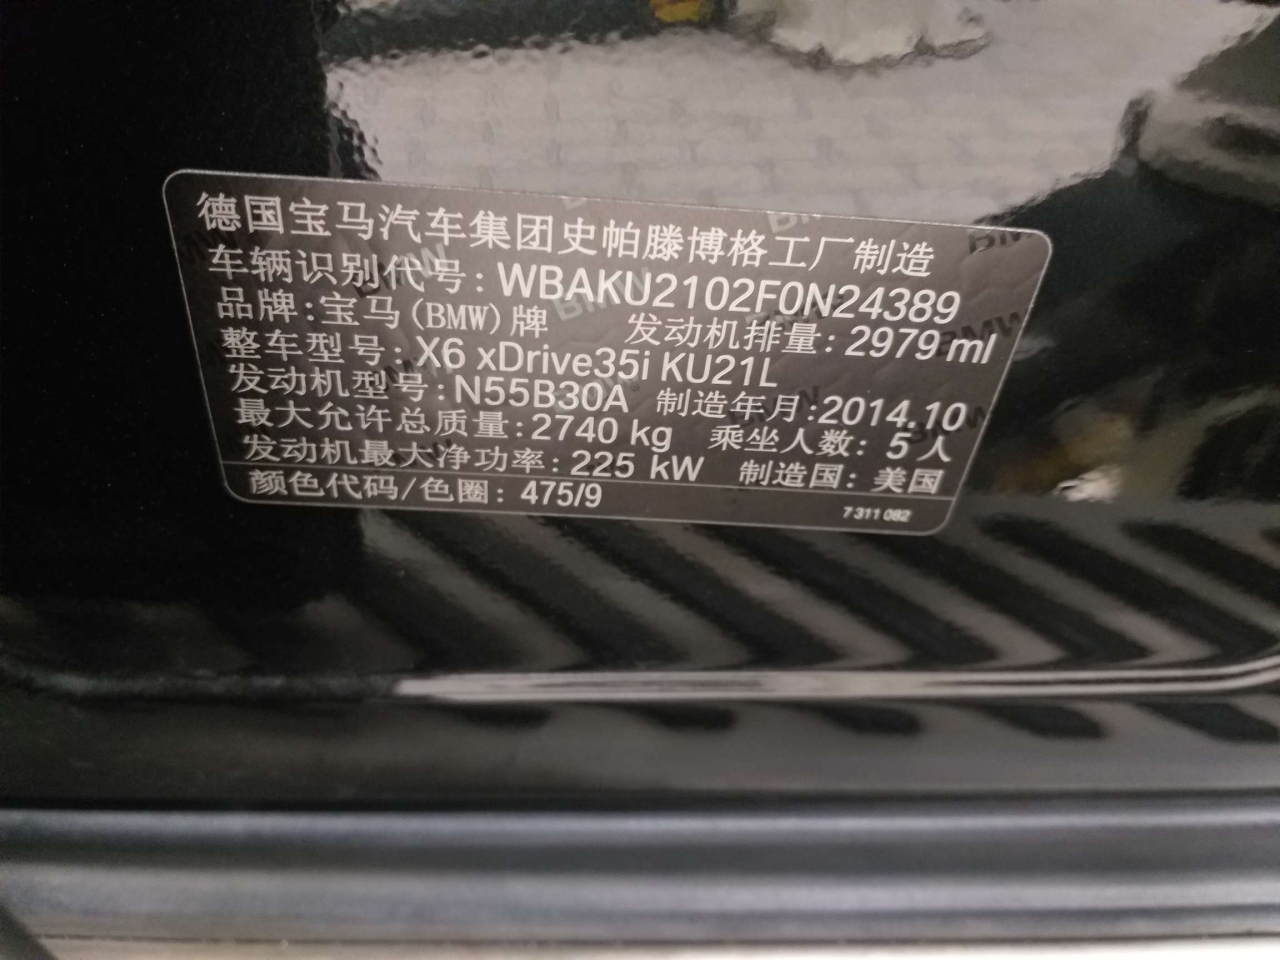 德国宝马汽车集团史帕滕博格工厂制造
车辆识别代号: WBAKU2102F0N24389
品牌:宝马(BMW)牌 发动机排量: 2979 ml
整车型号: X6 xDrive35i KU21L
发动机型号: N55B30A 制造年月:2014.10
最大允许总质量:2740 kg 乘坐人数: 5人
发动机最大净功率: 225 kW 制造国: 美国
颜色代码/色圈: 475/9 7 311 082